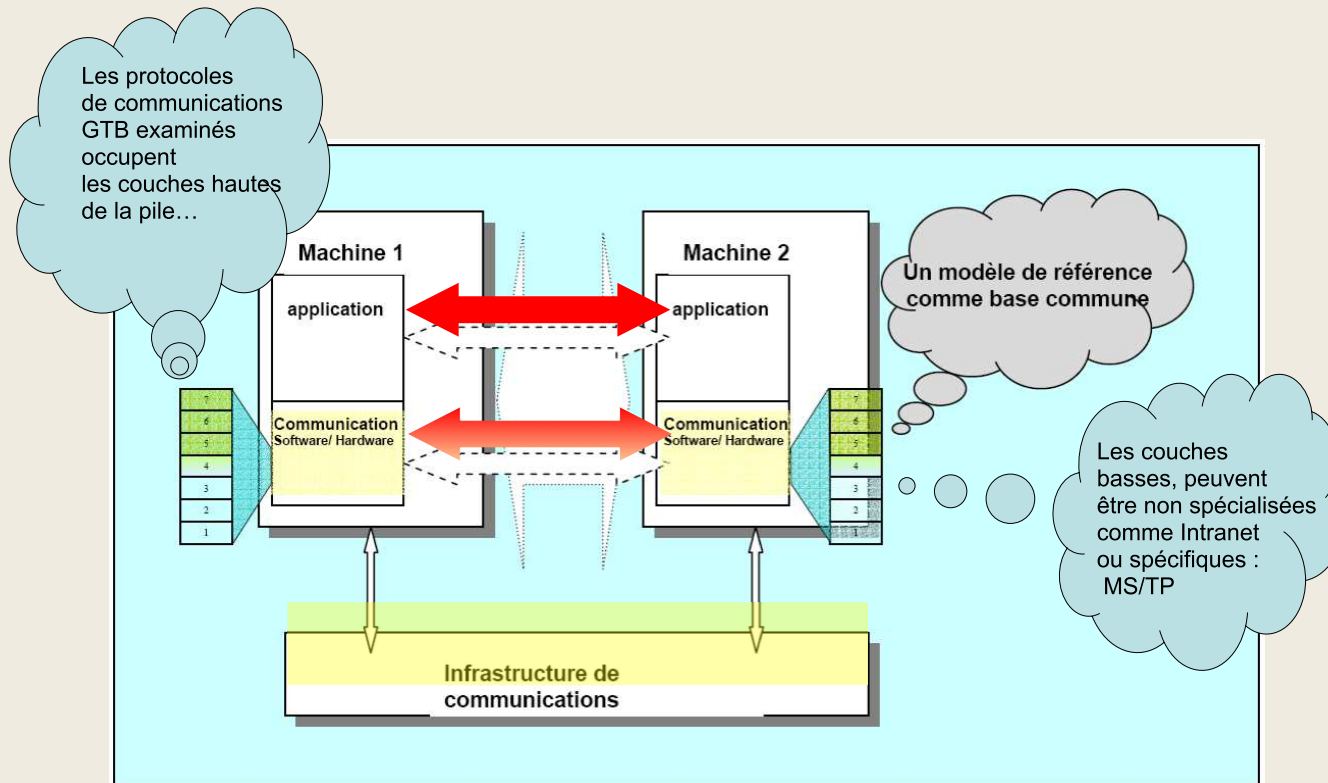 Les protocoles
de communications
GTB examinés
occupent
les couches hautes
de la pile…
Machine 1
application
Communication
Software/ Hardware
7
6
5
4
3
2
1
Machine 2
application
Communication
Software/ Hardware
7
6
5
4
3
2
1
Un modèle de référence
comme base commune
Les couches
basses, peuvent
être non spécialisées
comme Intranet
ou spécifiques :
MS/TP
Infrastructure de
communications